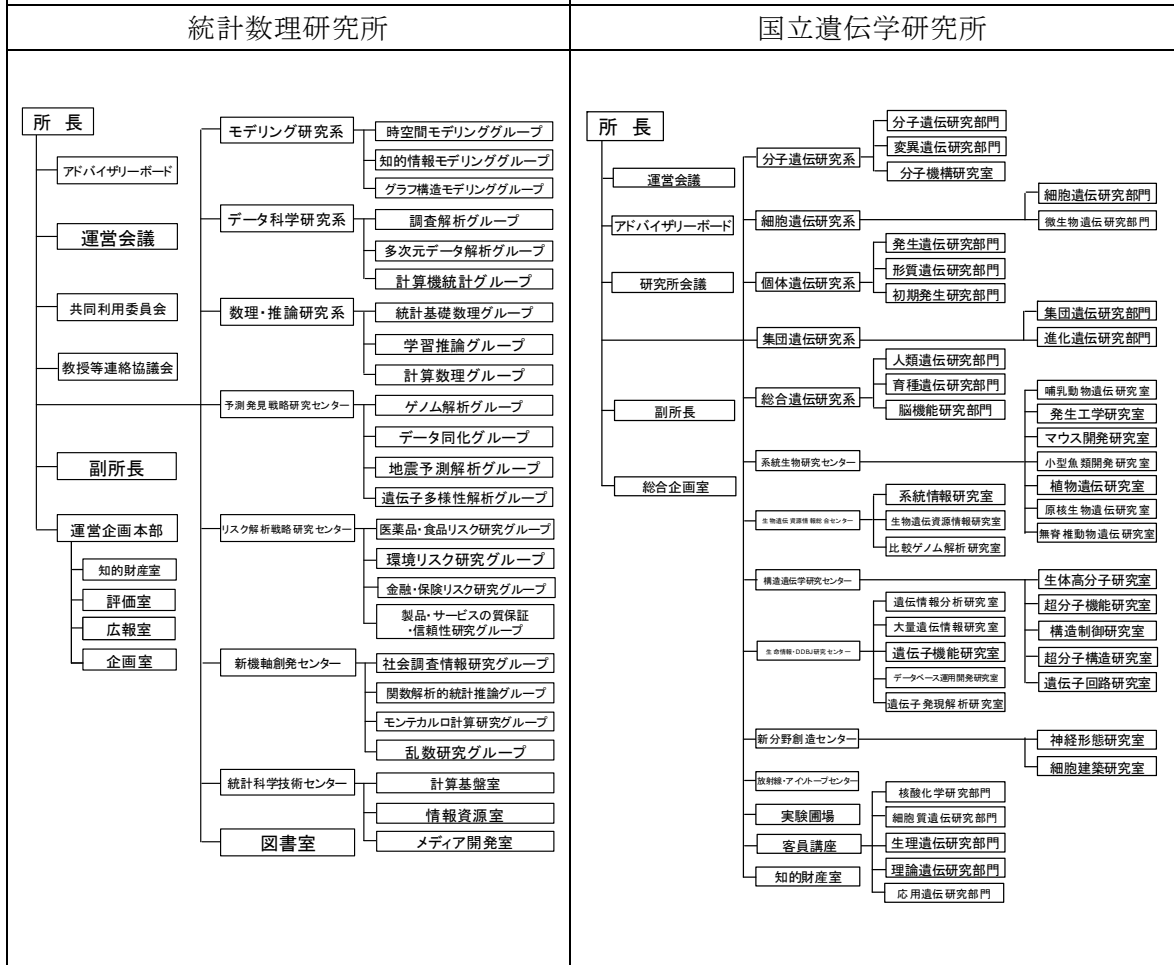 統計数理研究所
所 長
アドバイザリーボード
運営会議
共同利用委員会
教授等連絡協議会
副所長
運営企画本部
知的財産室
評価室
広報室
企画室
モデリング研究系
時空間モデリンググループ
知的情報モデリンググループ
グラフ構造モデリンググループ
データ科学研究系
調査解析グループ
多次元データ解析グループ
計算機統計グループ
数理・推論研究系
統計基礎数理グループ
学習推論グループ
計算数理グループ
予測発見戦略研究センター
ゲノム解析グループ
データ同化グループ
地震予測解析グループ
遺伝子多様性解析グループ
リスク解析戦略研究センター
医薬品・食品リスク研究グループ
環境リスク研究グループ
金融・保険リスク研究グループ
製品・サービスの質保証
・信頼性研究グループ
新機軸創発センター
社会調査情報研究グループ
関数解析的統計推論グループ
モンテカルロ計算研究グループ
乱数研究グループ
統計科学技術センター
計算基盤室
情報資源室
メディア開発室
図書室
国立遺伝学研究所
所 長
運営会議
アドバイザリーボード
研究所会議
副所長
総合企画室
分子遺伝研究系
分子遺伝研究部門
変異遺伝研究部門
分子機構研究室
細胞遺伝研究系
細胞遺伝研究部門
微生物遺伝研究部門
個体遺伝研究系
発生遺伝研究部門
形質遺伝研究部門
初期発生研究部門
集団遺伝研究系
集団遺伝研究部門
進化遺伝研究部門
総合遺伝研究系
人類遺伝研究部門
育種遺伝研究部門
脳機能研究部門
系統生物研究センター
哺乳動物遺伝研究室
発生工学研究室
マウス開発研究室
小型魚類開発研究室
植物遺伝研究室
原核生物遺伝研究室
無脊椎動物遺伝研究室
生物遺伝資源情報総合センター
系統情報研究室
生物遺伝資源情報研究室
比較ゲノム解析研究室
構造遺伝学研究センター
生体高分子研究室
超分子機能研究室
構造制御研究室
超分子構造研究室
遺伝子回路研究室
生命情報・DDBJ研究センター
遺伝情報分析研究室
大量遺伝情報研究室
遺伝子機能研究室
データベース運用開発研究室
遺伝子発現解析研究室
新分野創造センター
神経形態研究室
細胞建築研究室
放射線・アイソトープセンター
実験圃場
客員講座
核酸化学研究部門
細胞質遺伝研究部門
生理遺伝研究部門
理論遺伝研究部門
応用遺伝研究部門
知的財産室